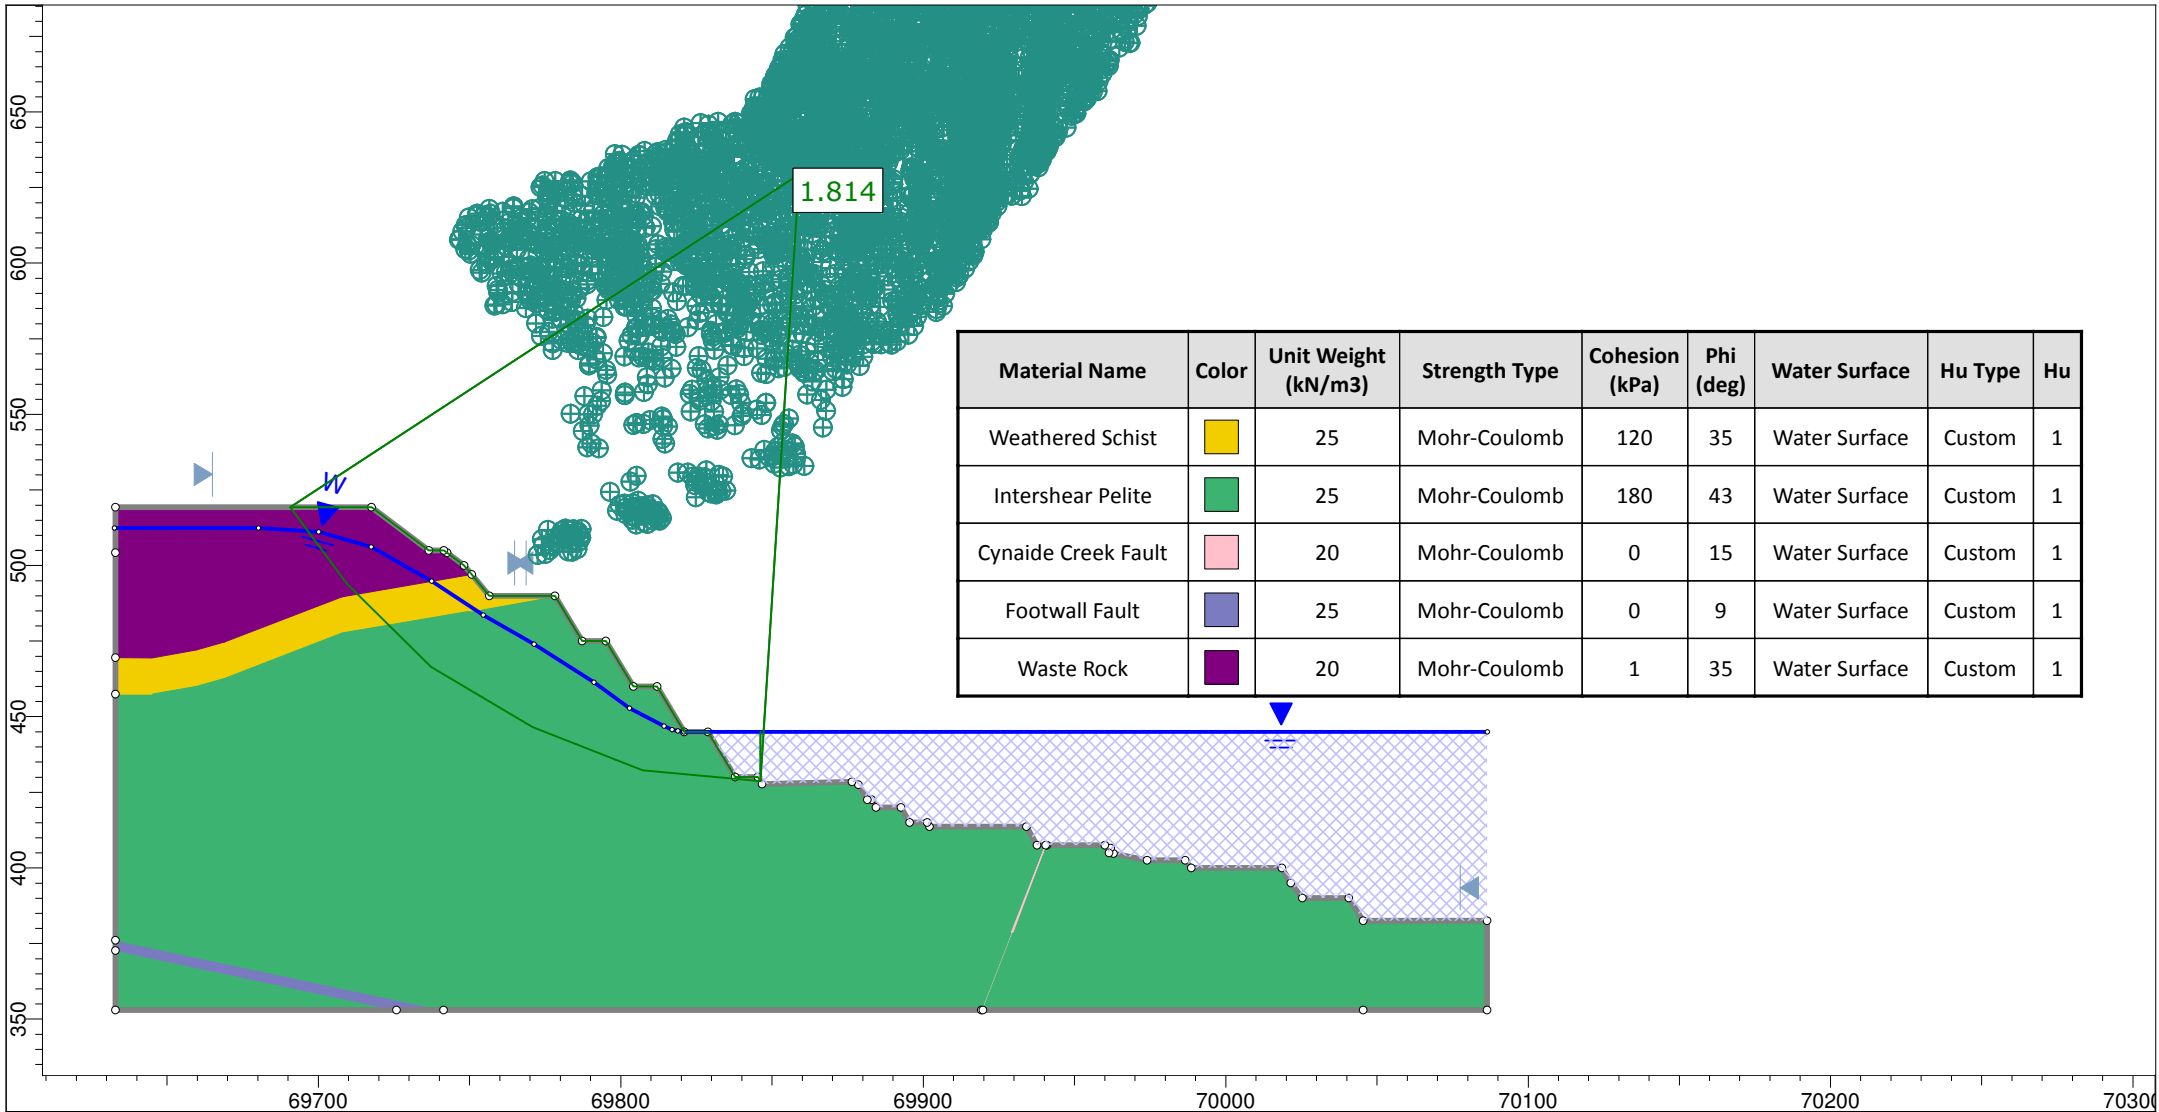 650
600
550
500
450
400
350
1.814
W
Material Name Color Unit Weight (kN/m3) Strength Type Cohesion (kPa) Phi (deg) Water Surface Hu Type Hu
Weathered Schist 25 Mohr-Coulomb 120 35 Water Surface Custom 1
Intershear Pelite 25 Mohr-Coulomb 180 43 Water Surface Custom 1
Cynaide Creek Fault 20 Mohr-Coulomb 0 15 Water Surface Custom 1
Footwall Fault 25 Mohr-Coulomb 0 9 Water Surface Custom 1
Waste Rock 20 Mohr-Coulomb 1 35 Water Surface Custom 1
69700 69800 69900 70000 70100 70200 70300